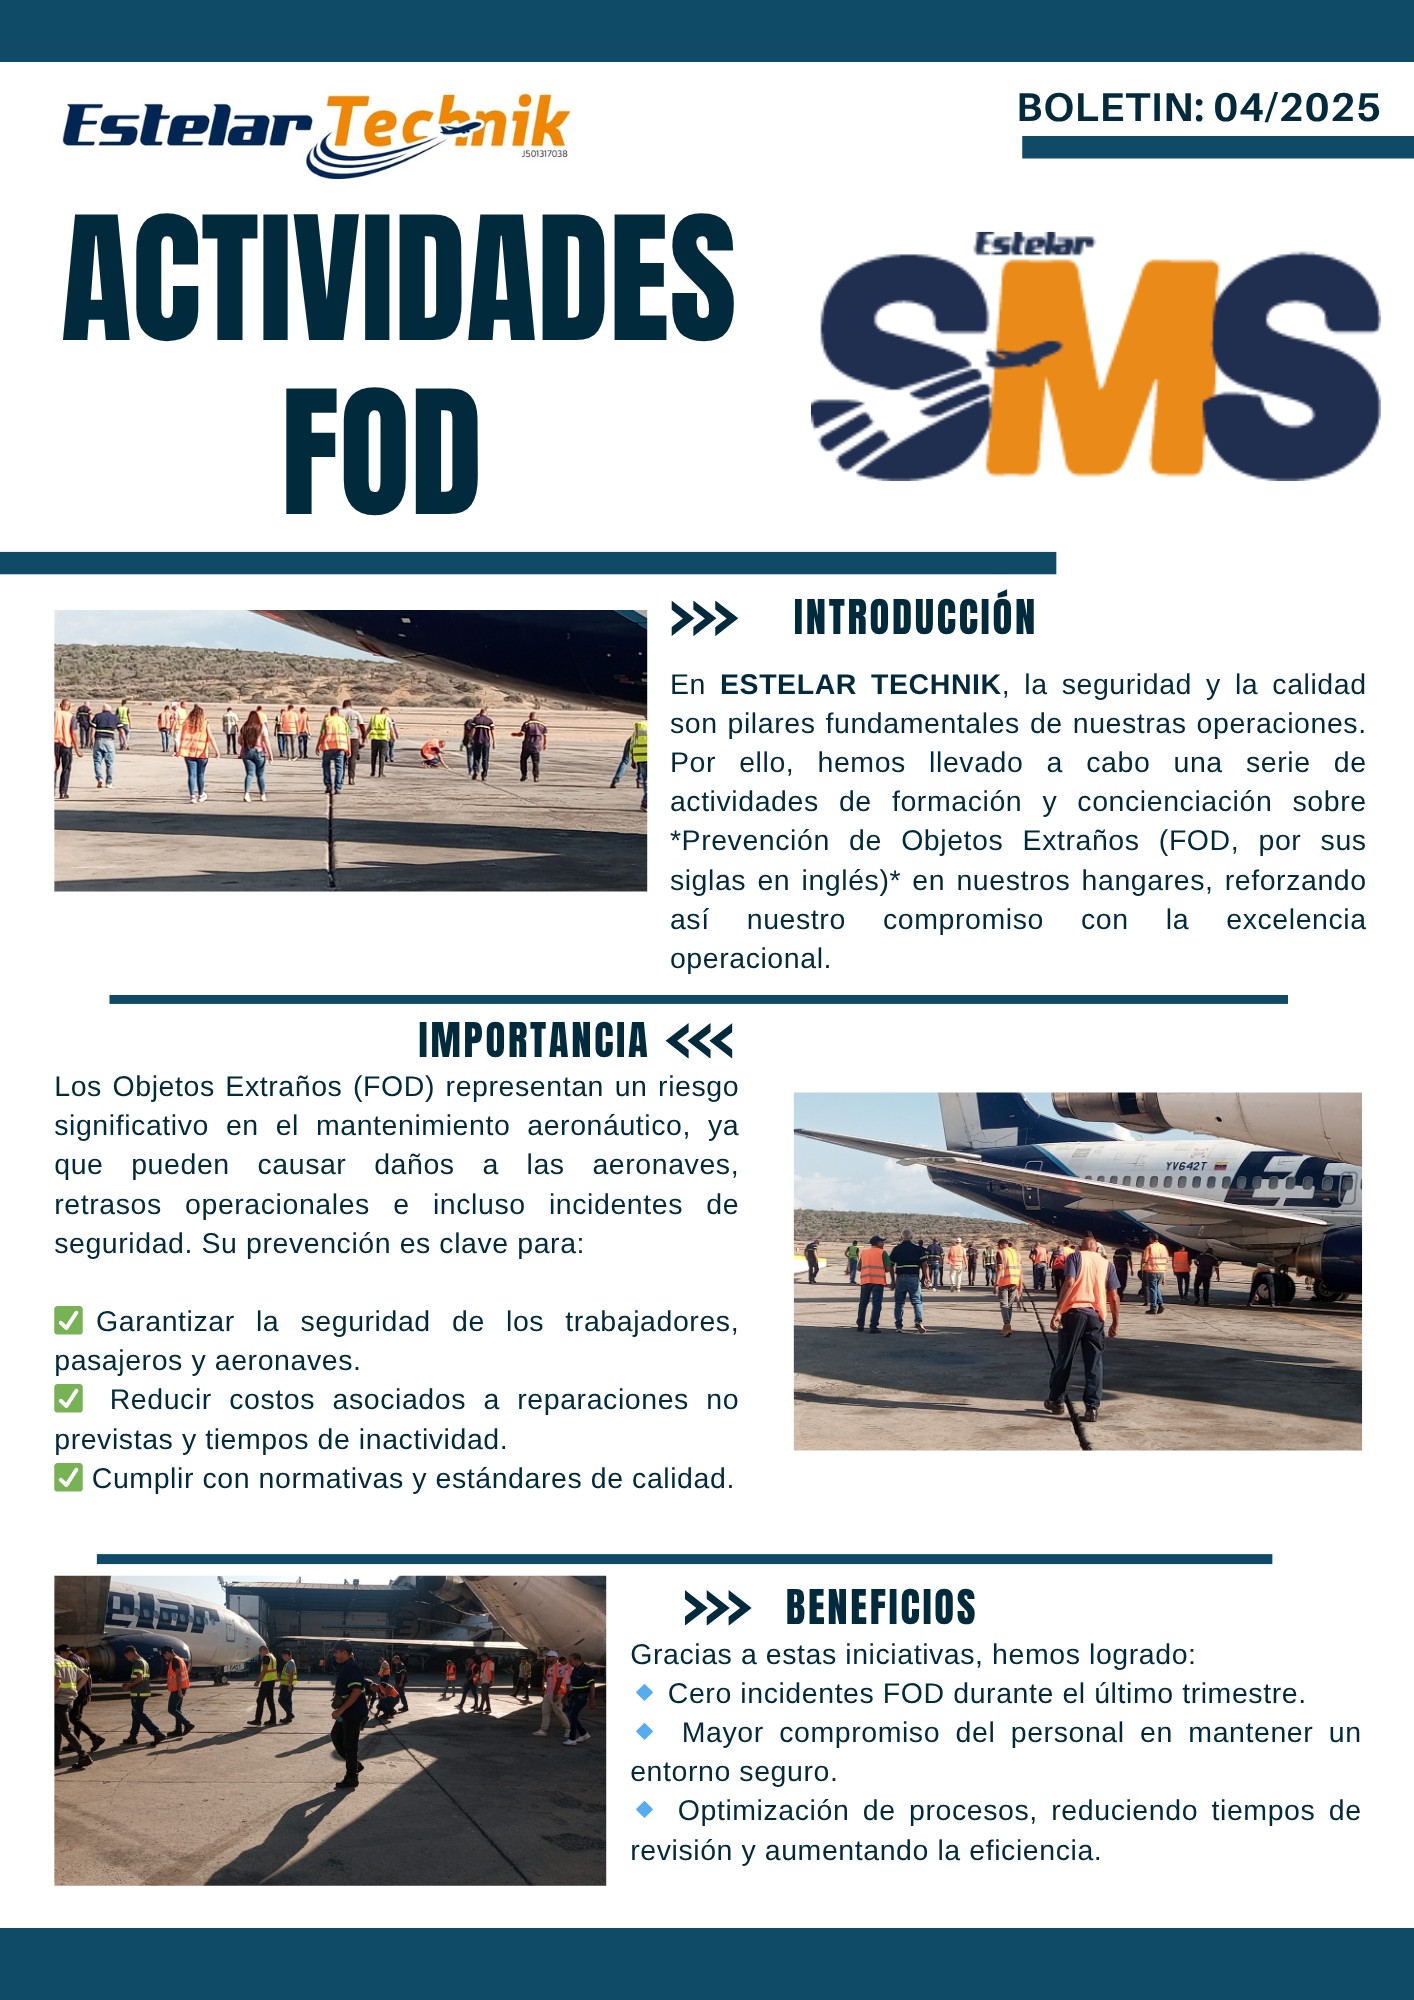 Estelar Technik
J501317038
BOLETIN: 04/2025
ACTIVIDADES
FOD
Estelar
SMS
>>> INTRODUCCIÓN
En ESTELAR TECHNIK, la seguridad y la calidad
son pilares fundamentales de nuestras operaciones.
Por ello, hemos llevado a cabo una serie de
actividades de formación y concienciación sobre
*Prevención de Objetos Extraños (FOD, por sus
siglas en inglés)* en nuestros hangares, reforzando
así nuestro compromiso con la excelencia
operacional.
IMPORTANCIA <<<
Los Objetos Extraños (FOD) representan un riesgo
significativo en el mantenimiento aeronáutico, ya
que pueden causar daños a las aeronaves,
retrasos operacionales e incluso incidentes de
seguridad. Su prevención es clave para:
✅ Garantizar la seguridad de los trabajadores,
pasajeros y aeronaves.
✅ Reducir costos asociados a reparaciones no
previstas y tiempos de inactividad.
✅ Cumplir con normativas y estándares de calidad.
YV642T
>>> BENEFICIOS
Gracias a estas iniciativas, hemos logrado:
🔹 Cero incidentes FOD durante el último trimestre.
🔹 Mayor compromiso del personal en mantener un
entorno seguro.
🔹 Optimización de procesos, reduciendo tiempos de
revisión y aumentando la eficiencia.